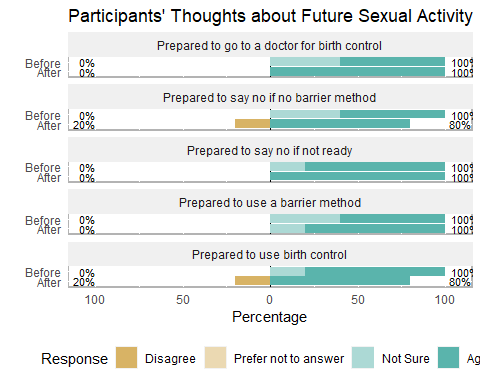 Participants' Thoughts about Future Sexual Activity
Prepared to go to a doctor for birth control
Before 0% 100%
After 0% 100%
Prepared to say no if no barrier method
Before 0% 100%
After 20% 80%
Prepared to say no if not ready
Before 0% 100%
After 0% 100%
Prepared to use a barrier method
Before 0% 100%
After 0% 100%
Prepared to use birth control
Before 0% 100%
After 20% 80%
100 50 0 50 100
Percentage
Response Disagree Prefer not to answer Not Sure Ag